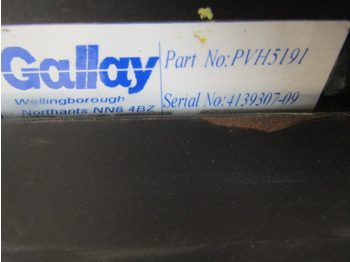 Gallay
Part No: PVH5191
Wellingborough
Northants NN8 4BZ
Serial No: 4139307-09